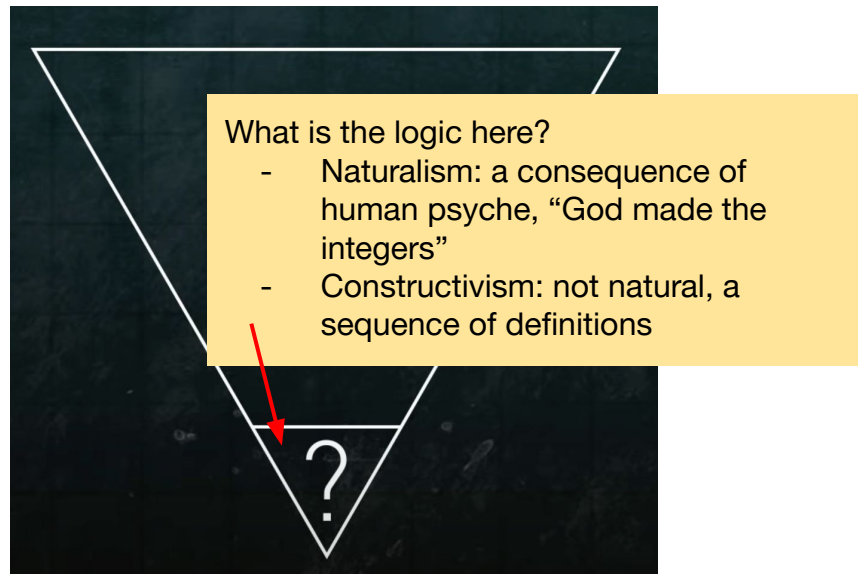 What is the logic here?
- Naturalism: a consequence of
human psyche, “God made the
integers”
- Constructivism: not natural, a
sequence of definitions
?